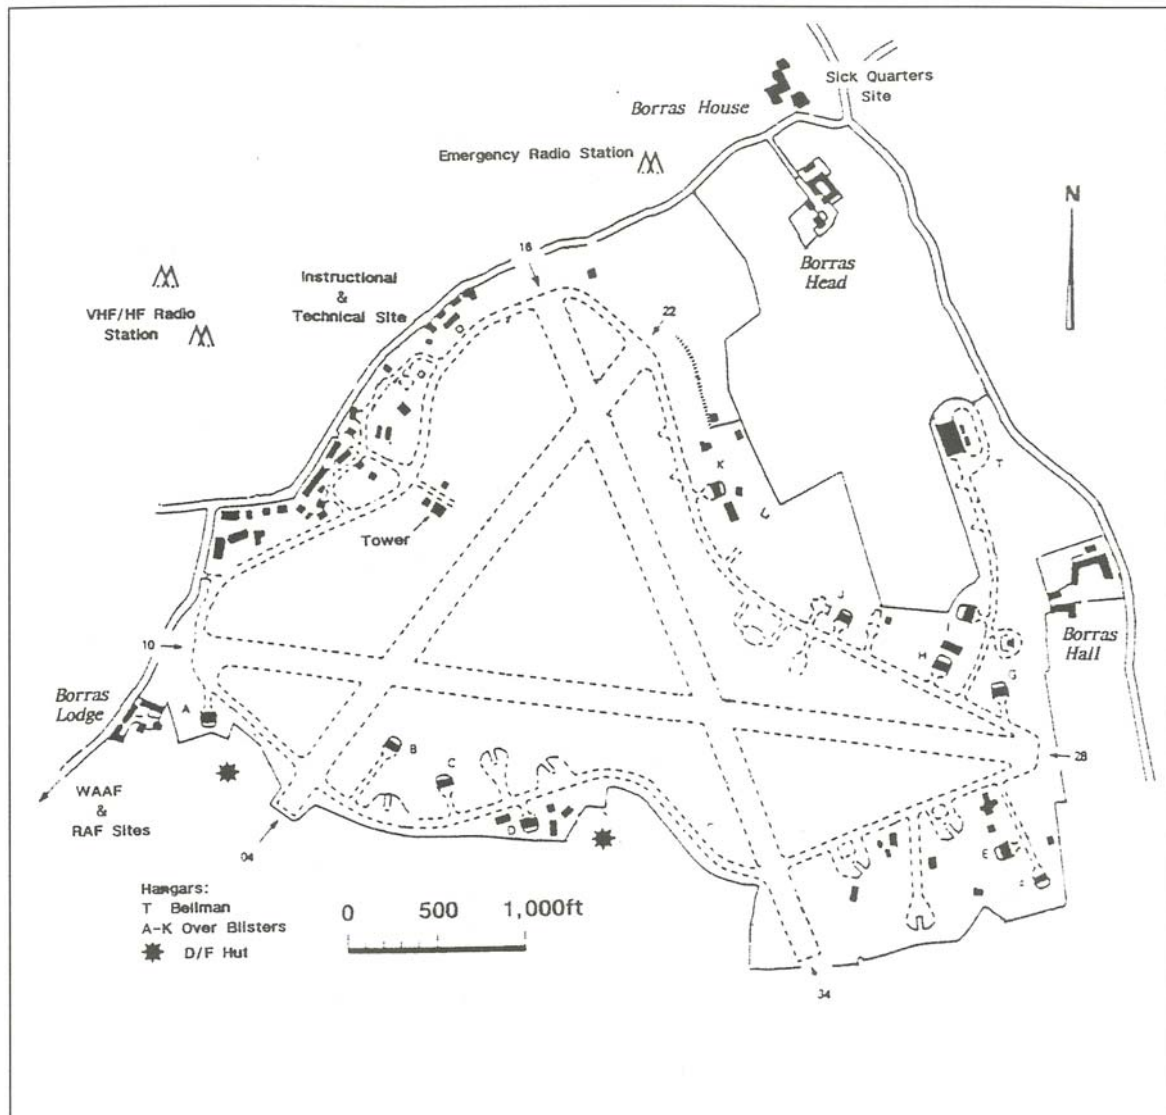 Sick Quarters
Site
Borras House
Emergency Radio Station
N
16
Borras
Head
Instructional
&
Technical Site
VHF/HF Radio
Station
22
T
K
Tower
J
Borras
Hall
H
10
G
Borras
Lodge
A
B
C
28
WAAF
&
RAF Sites
D
E
F
04
Hangars:
T Bellman
A-K Over Blisters
D/F Hut
0 500 1,000ft
34